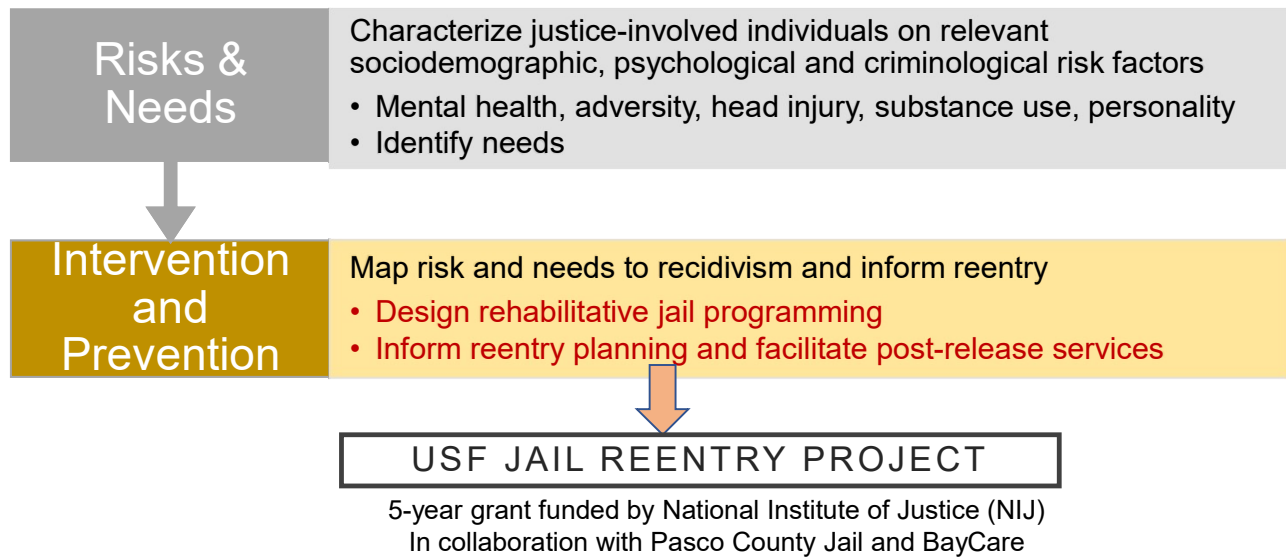 Risks &
Needs
Characterize justice-involved individuals on relevant
sociodemographic, psychological and criminological risk factors
• Mental health, adversity, head injury, substance use, personality
• Identify needs
Intervention
and
Prevention
Map risk and needs to recidivism and inform reentry
• Design rehabilitative jail programming
• Inform reentry planning and facilitate post-release services
USF JAIL REENTRY PROJECT
5-year grant funded by National Institute of Justice (NIJ)
In collaboration with Pasco County Jail and BayCare